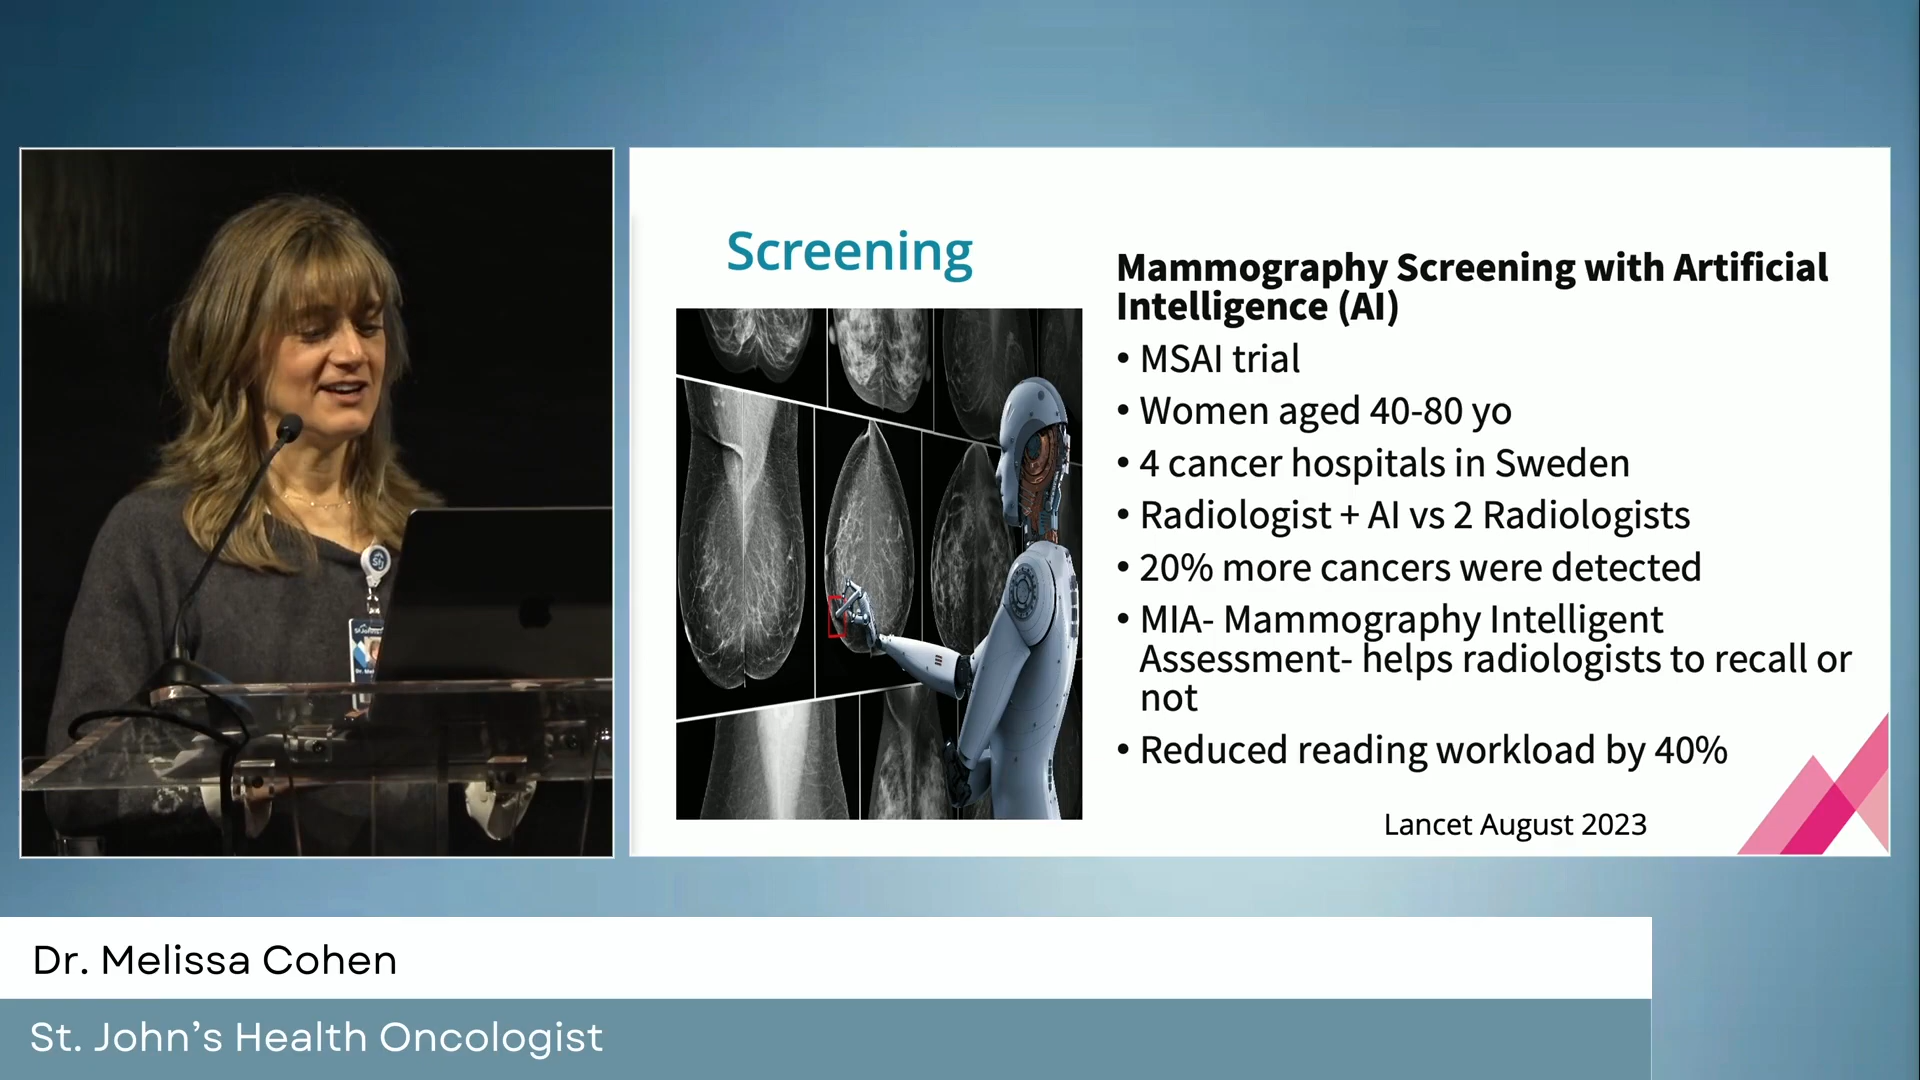 Screening
Mammography Screening with Artificial
Intelligence (AI)
• MSAI trial
• Women aged 40-80 yo
• 4 cancer hospitals in Sweden
• Radiologist + AI vs 2 Radiologists
• 20% more cancers were detected
• MIA- Mammography Intelligent
Assessment- helps radiologists to recall or
not
• Reduced reading workload by 40%
Lancet August 2023
Dr. Melissa Cohen
St. John’s Health Oncologist